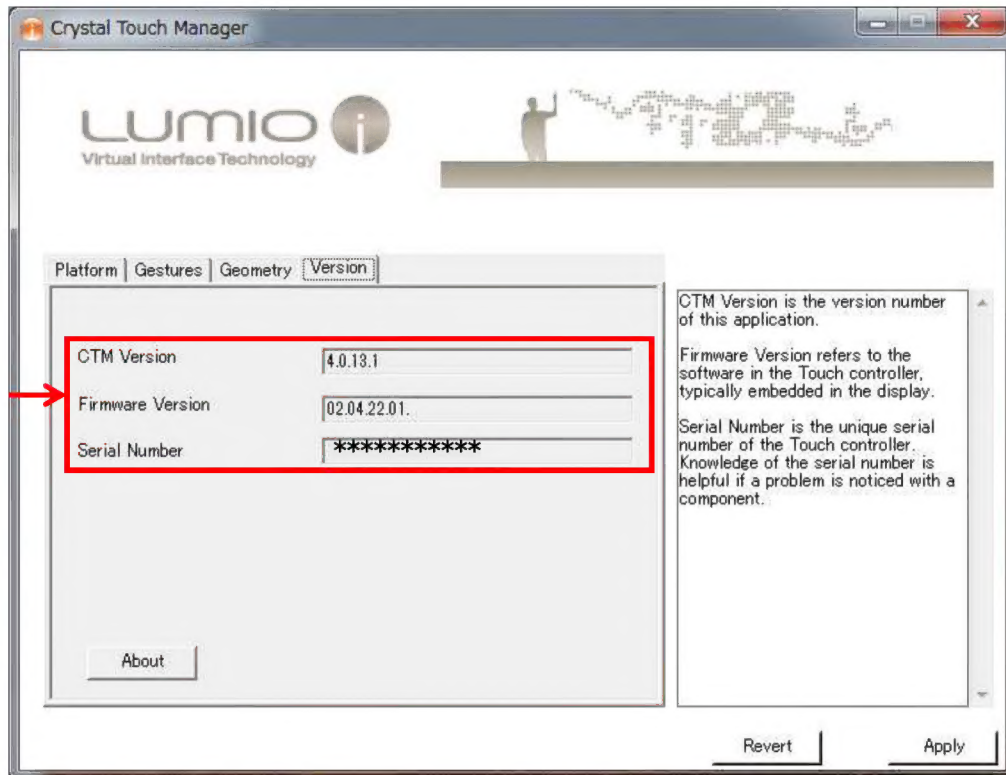 Crystal Touch Manager
LUMIO i
Virtual Interface Technology
Platform Gestures Geometry Version
CTM Version 4.0.13.1
Firmware Version 02.04.22.01.
Serial Number ***********
About
CTM Version is the version number
of this application.
Firmware Version refers to the
software in the Touch controller,
typically embedded in the display.
Serial Number is the unique serial
number of the Touch controller.
Knowledge of the serial number is
helpful if a problem is noticed with a
component.
Revert Apply